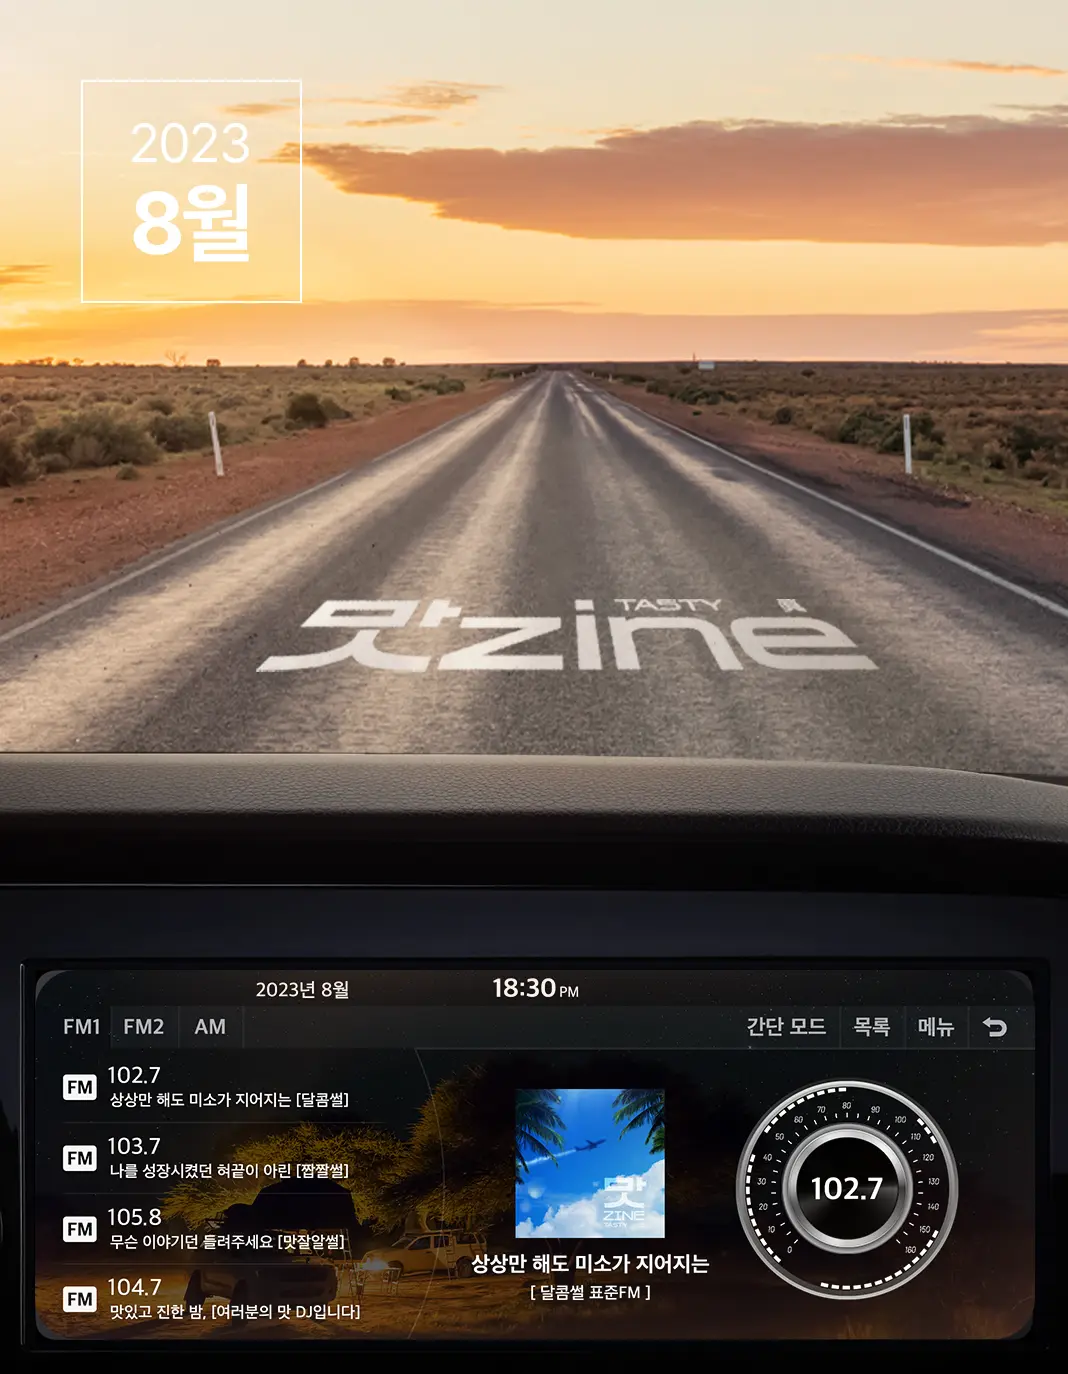 2023
8월
TASTY 眞
맛zine
2023년 8월
18:30 PM
FM1 FM2 AM
간단 모드 목록 메뉴
FM 102.7
상상만 해도 미소가 지어지는 [달콤썰]
FM 103.7
나를 성장시켰던 혀끝이 아린 [짭짤썰]
FM 105.8
무슨 이야기던 들려주세요 [맛잘알썰]
FM 104.7
맛있고 진한 밤, [여러분의 맛 DJ입니다]
맛
ZINE
TASTY
상상만 해도 미소가 지어지는
[ 달콤썰 표준FM ]
0 10 20 30 40 50 60 70 80 90 100 110 120 130 140 150 160
102.7